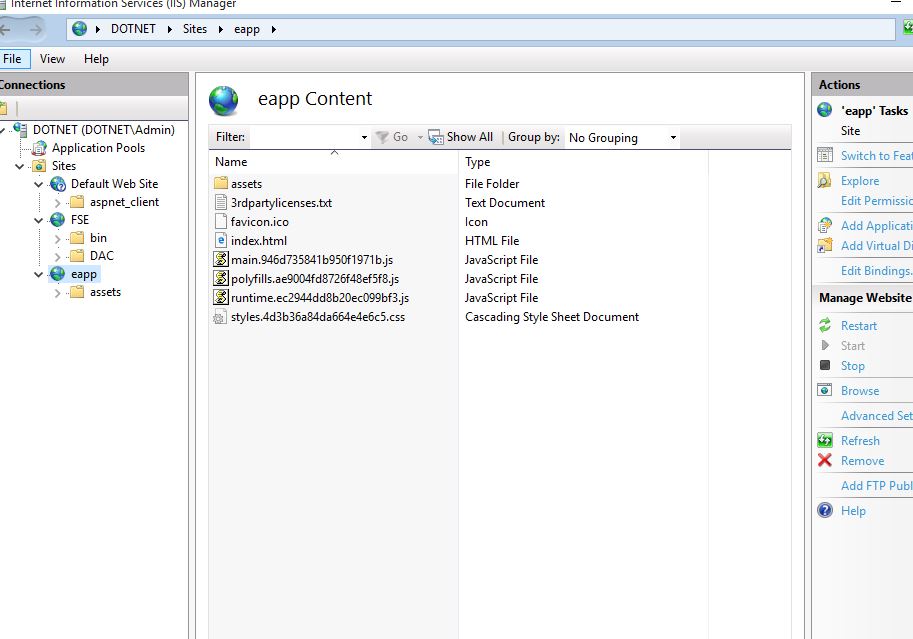 Internet Information Services (IIS) Manager
DOTNET Sites eapp
File View Help
Connections
DOTNET (DOTNET\Admin)
Application Pools
Sites
Default Web Site
aspnet_client
FSE
bin
DAC
eapp
assets
eapp Content
Filter: Go Show All Group by: No Grouping
Name Type
assets File Folder
3rdpartylicenses.txt Text Document
favicon.ico Icon
index.html HTML File
main.946d735841b950f1971b.js JavaScript File
polyfills.ae9004fd8726f48ef5f8.js JavaScript File
runtime.ec2944dd8b20ec099bf3.js JavaScript File
styles.4d3b36a84da664e4e6c5.css Cascading Style Sheet Document
Actions
'eapp' Tasks
Site
Switch to Feat
Explore
Edit Permissio
Add Applicati
Add Virtual Di
Edit Bindings.
Manage Website
Restart
Start
Stop
Browse
Advanced Set
Refresh
Remove
Add FTP Publ
Help